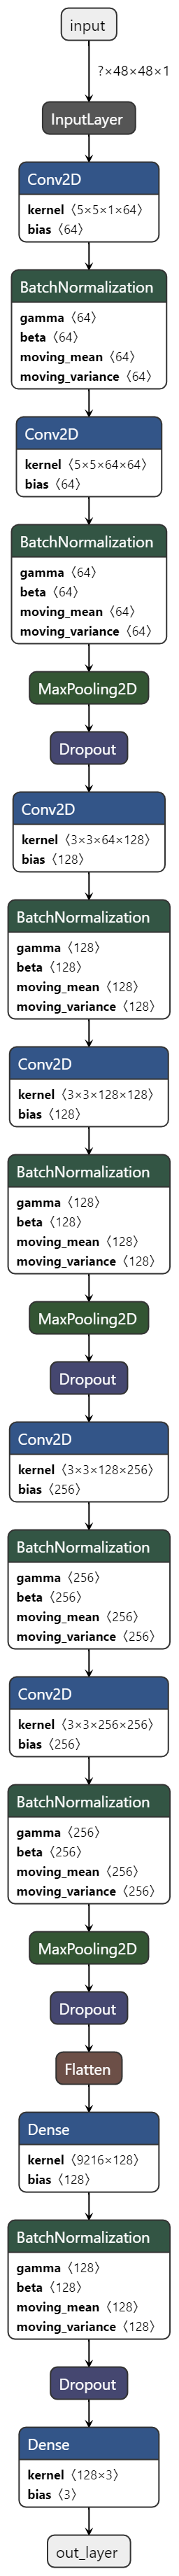 input
?×48×48×1
InputLayer
Conv2D
kernel〈5×5×1×64〉
bias〈64〉
BatchNormalization
gamma〈64〉
beta〈64〉
moving_mean〈64〉
moving_variance〈64〉
Conv2D
kernel〈5×5×64×64〉
bias〈64〉
BatchNormalization
gamma〈64〉
beta〈64〉
moving_mean〈64〉
moving_variance〈64〉
MaxPooling2D
Dropout
Conv2D
kernel〈3×3×64×128〉
bias〈128〉
BatchNormalization
gamma〈128〉
beta〈128〉
moving_mean〈128〉
moving_variance〈128〉
Conv2D
kernel〈3×3×128×128〉
bias〈128〉
BatchNormalization
gamma〈128〉
beta〈128〉
moving_mean〈128〉
moving_variance〈128〉
MaxPooling2D
Dropout
Conv2D
kernel〈3×3×128×256〉
bias〈256〉
BatchNormalization
gamma〈256〉
beta〈256〉
moving_mean〈256〉
moving_variance〈256〉
Conv2D
kernel〈3×3×256×256〉
bias〈256〉
BatchNormalization
gamma〈256〉
beta〈256〉
moving_mean〈256〉
moving_variance〈256〉
MaxPooling2D
Dropout
Flatten
Dense
kernel〈9216×128〉
bias〈128〉
BatchNormalization
gamma〈128〉
beta〈128〉
moving_mean〈128〉
moving_variance〈128〉
Dropout
Dense
kernel〈128×3〉
bias〈3〉
out_layer